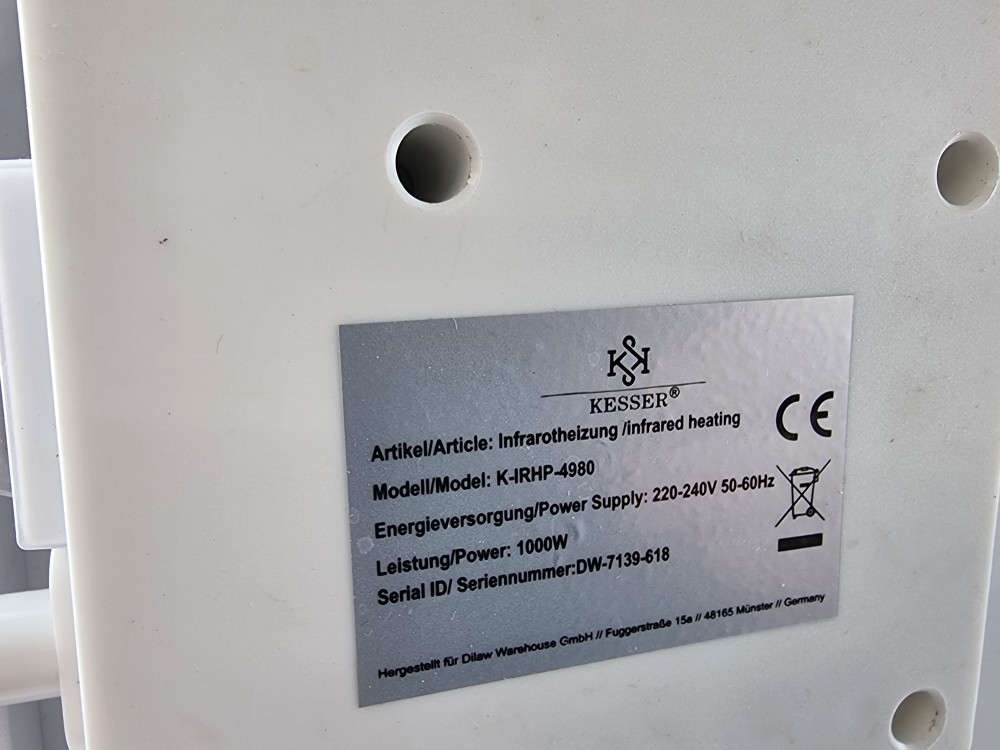 KESSER®
Artikel/Article: Infrarotheizung /infrared heating
Modell/Model: K-IRHP-4980
Energieversorgung/Power Supply: 220-240V 50-60Hz
Leistung/Power: 1000W
Serial ID/ Seriennummer:DW-7139-618
Hergestellt für Dilaw Warehouse GmbH // Fuggerstraße 15a // 48165 Münster // Germany
CE